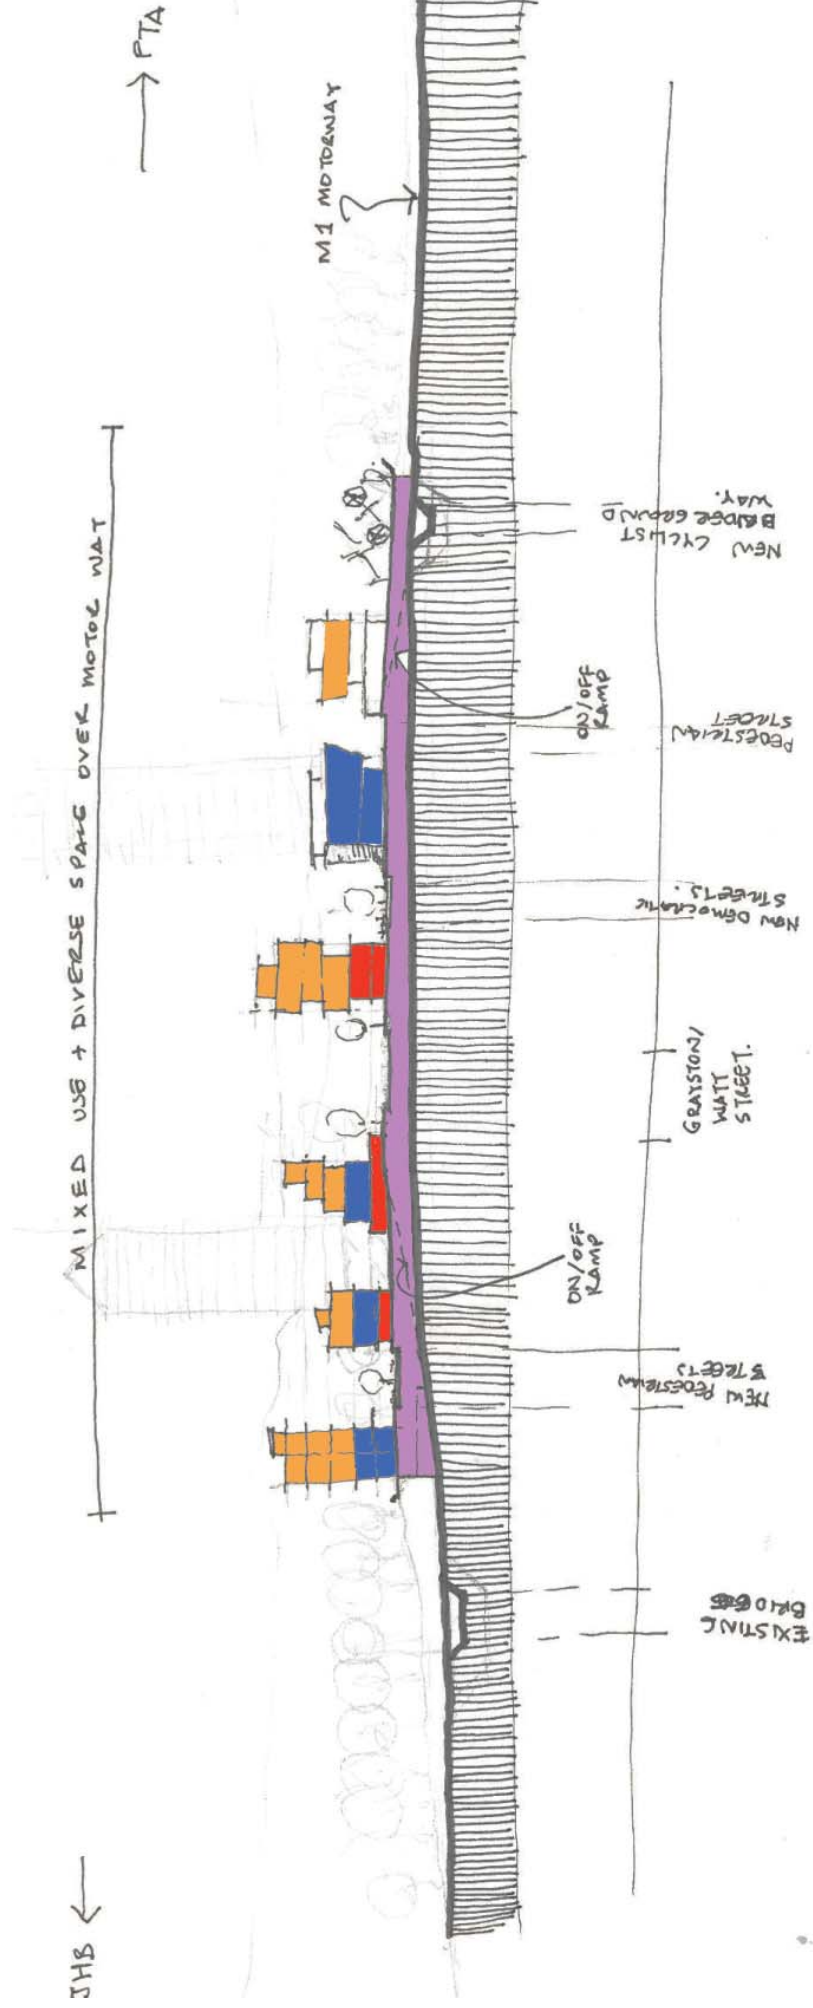 JHB
PTA
MIXED USE + DIVERSE SPACE OVER MOTOR WAY
M1 MOTORWAY
EXISTING
BRIDGE
NEW PEDESTRIAN
STREETS
ON/OFF
RAMP
GRAYSTON/
WATT
STREET.
NEW DEMOCRATIC
STREETS.
PEDESTRIAN
STREET
ON/OFF
RAMP
NEW CYCLIST
BRIDGE GROUND
WAY.